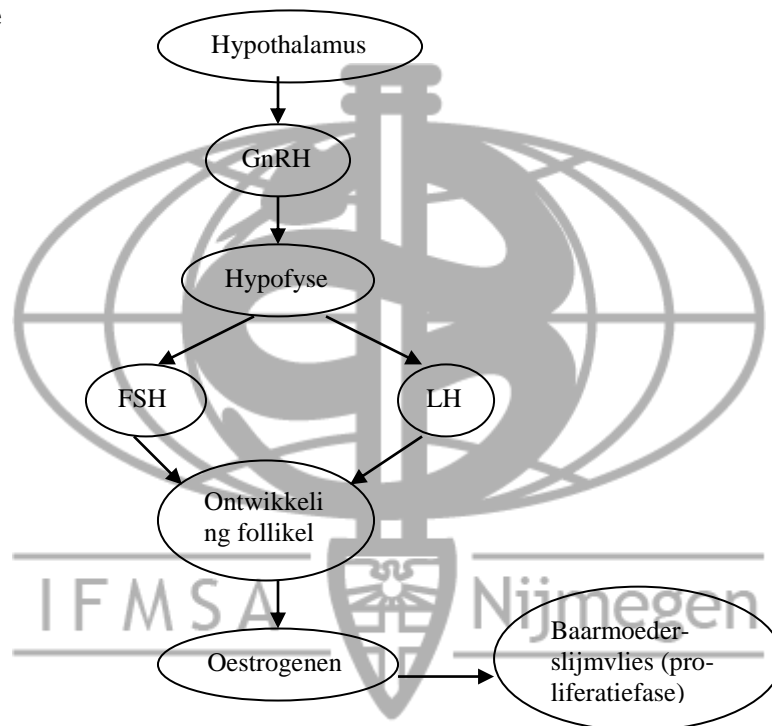 e
Hypothalamus
GnRH
Hypofyse
FSH
LH
Ontwikkeli
ng follikel
IFMSA Nijmegen
Oestrogenen
Baarmoeder-
slijmvlies (pro-
liferatiefase)